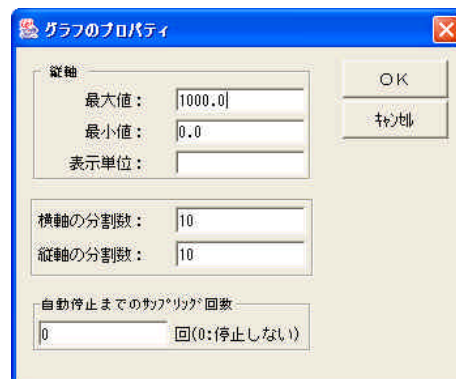 グラフのプロパティ
縦軸
最大値： 1000.0
最小値： 0.0
表示単位：
OK
ｷｬﾝｾﾙ
横軸の分割数： 10
縦軸の分割数： 10
自動停止までのｻﾝﾌﾟﾘﾝｸﾞ回数
0 回(0:停止しない)